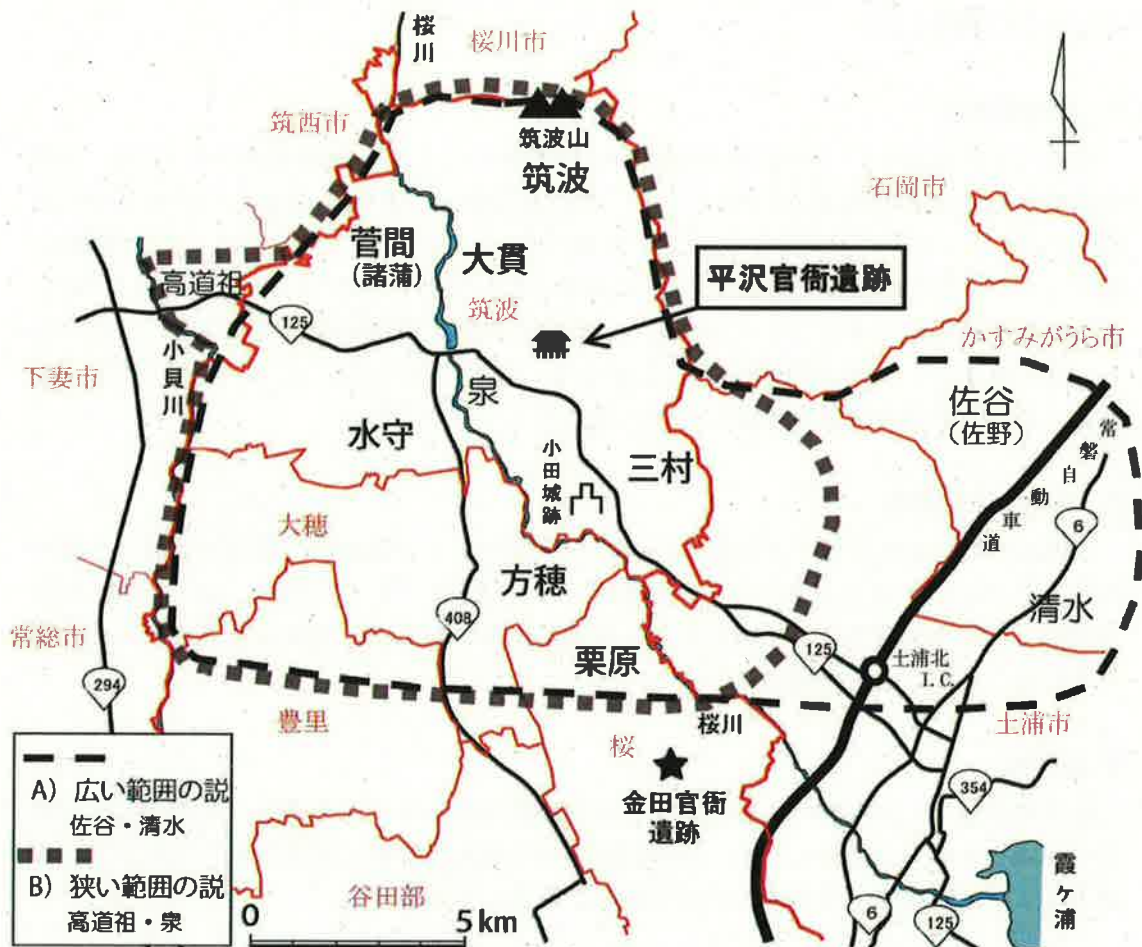 桜川
桜川市
筑西市
筑波山
筑波
石岡市
菅間
(諸蒲)
大貫
平沢官衙遺跡
高道祖
筑波
125
かすみがうら市
下妻市
小貝川
泉
佐谷
(佐野)
水守
小田城跡
三村
常磐自動車道
6
大穂
方穂
清水
408
常総市
栗原
125
土浦北
I.C.
294
豊里
桜川
土浦市
桜
金田官衙
遺跡
354
A) 広い範囲の説
佐谷・清水
B) 狭い範囲の説
高道祖・泉
谷田部
霞ヶ浦
0 5km
6
125